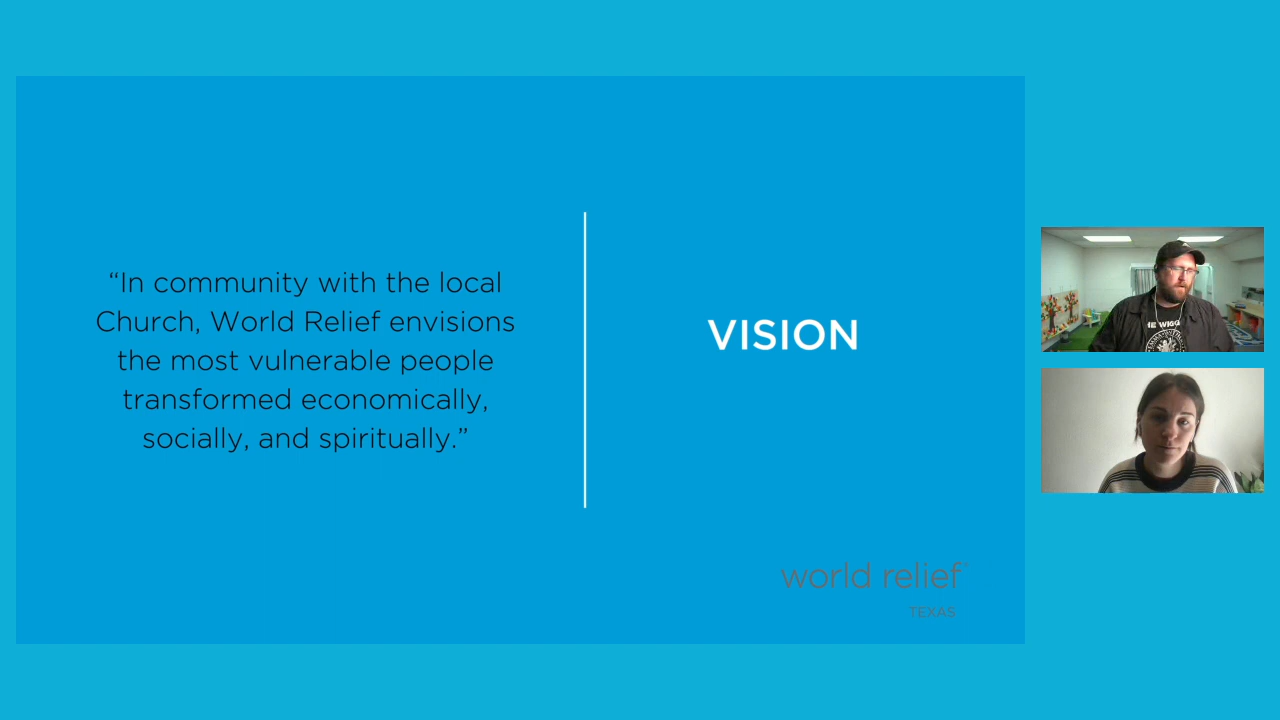 “In community with the local
Church, World Relief envisions
the most vulnerable people
transformed economically,
socially, and spiritually.”
VISION
world relief
TEXAS